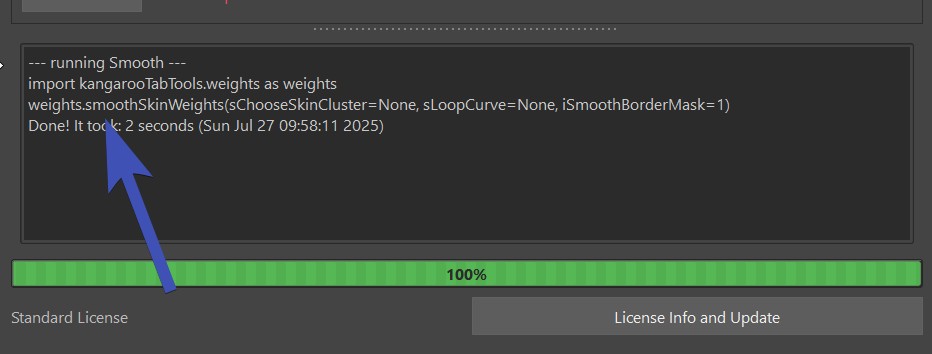 --- running Smooth ---
import kangarooTabTools.weights as weights
weights.smoothSkinWeights(sChooseSkinCluster=None, sLoopCurve=None, iSmoothBorderMask=1)
Done! It took: 2 seconds (Sun Jul 27 09:58:11 2025)
100%
Standard License
License Info and Update